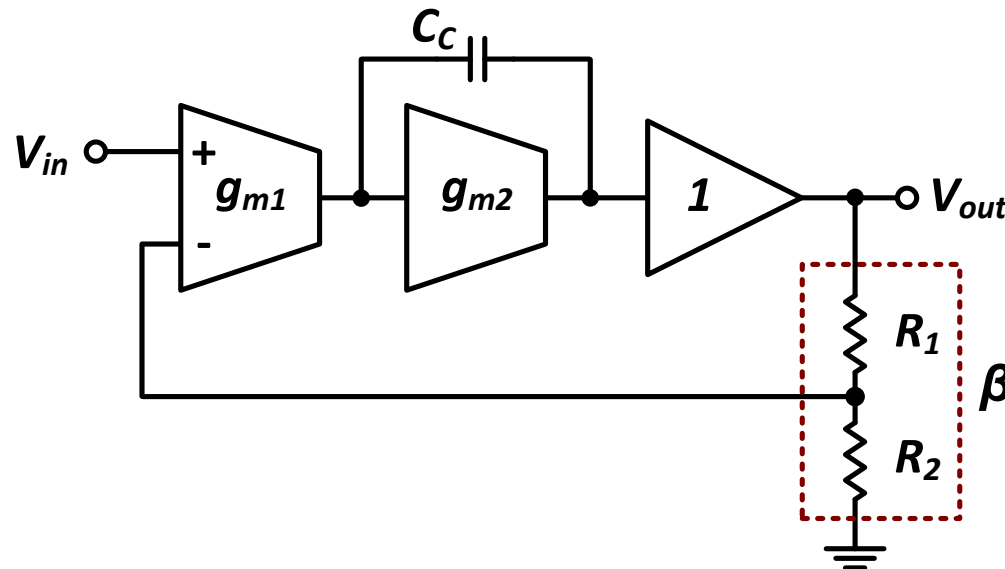 C_C
V_in
+
g_m1
-
g_m2
1
V_out
R_1
β
R_2